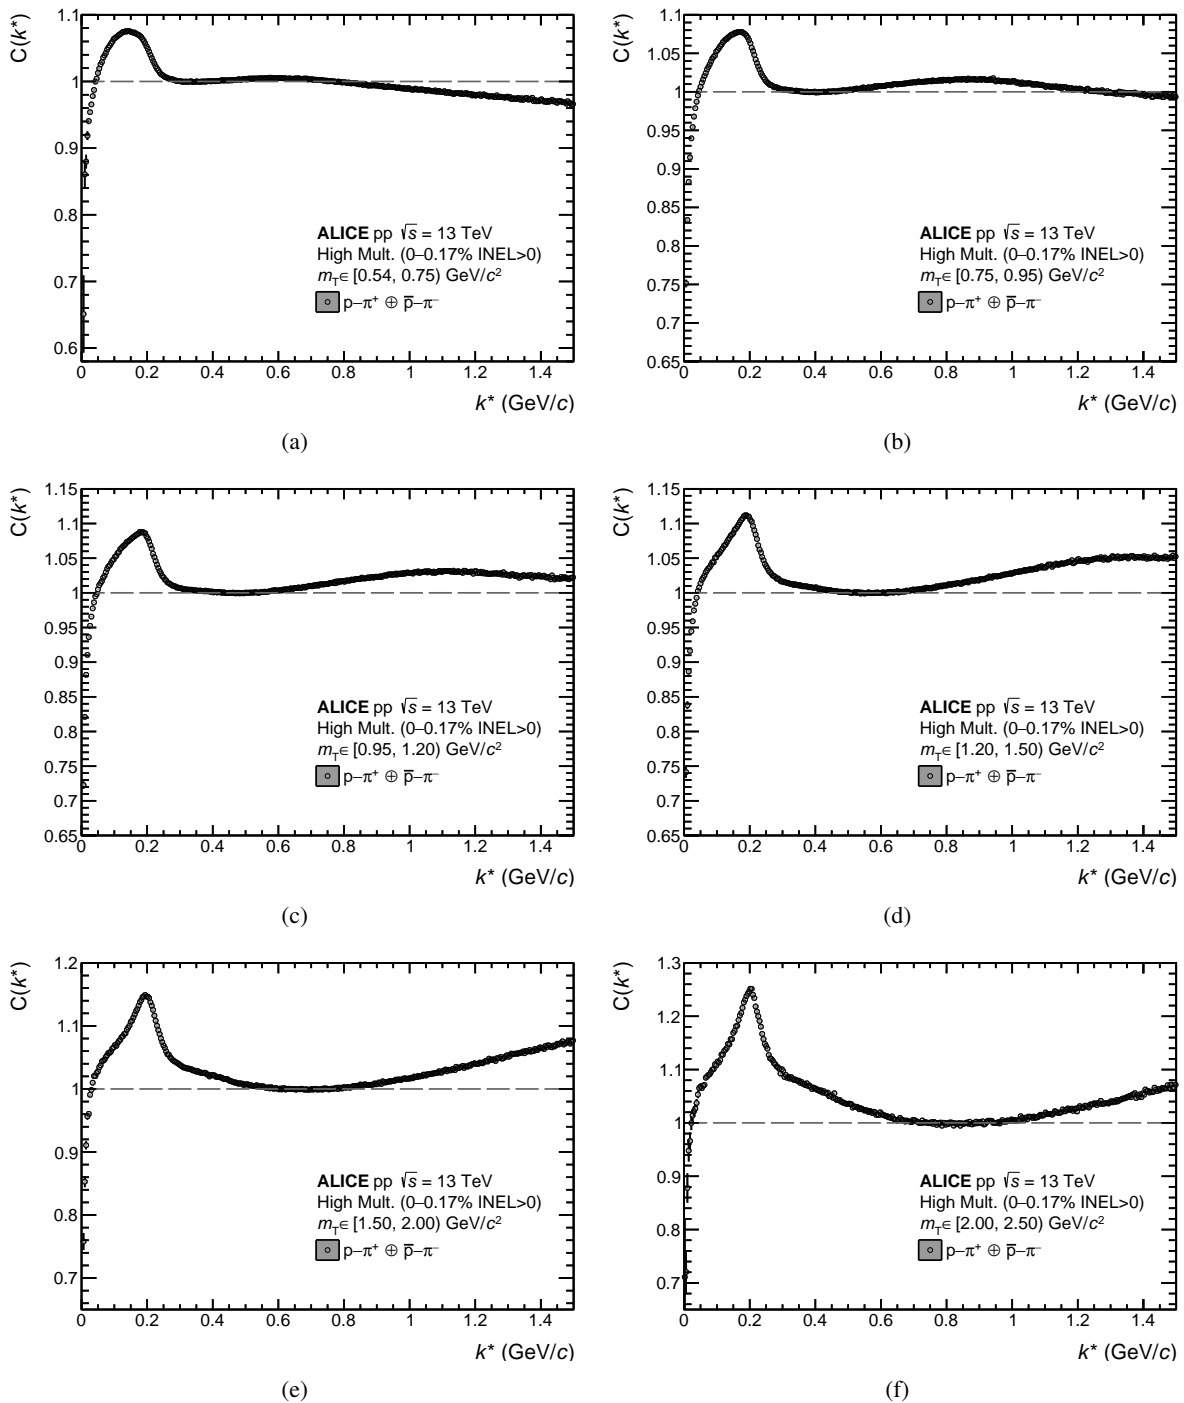 C(k*)
1.1
1
0.9
0.8
0.7
0.6
0 0.2 0.4 0.6 0.8 1 1.2 1.4
k* (GeV/c)
ALICE pp √s = 13 TeV
High Mult. (0–0.17% INEL>0)
m_T ∈ [0.54, 0.75) GeV/c²
p–π⁺ ⊕ p̅–π⁻
(a)
C(k*)
1.1
1.05
1
0.95
0.9
0.85
0.8
0.75
0.7
0.65
0 0.2 0.4 0.6 0.8 1 1.2 1.4
k* (GeV/c)
ALICE pp √s = 13 TeV
High Mult. (0–0.17% INEL>0)
m_T ∈ [0.75, 0.95) GeV/c²
p–π⁺ ⊕ p̅–π⁻
(b)
C(k*)
1.15
1.1
1.05
1
0.95
0.9
0.85
0.8
0.75
0.7
0.65
0 0.2 0.4 0.6 0.8 1 1.2 1.4
k* (GeV/c)
ALICE pp √s = 13 TeV
High Mult. (0–0.17% INEL>0)
m_T ∈ [0.95, 1.20) GeV/c²
p–π⁺ ⊕ p̅–π⁻
(c)
C(k*)
1.15
1.1
1.05
1
0.95
0.9
0.85
0.8
0.75
0.7
0.65
0 0.2 0.4 0.6 0.8 1 1.2 1.4
k* (GeV/c)
ALICE pp √s = 13 TeV
High Mult. (0–0.17% INEL>0)
m_T ∈ [1.20, 1.50) GeV/c²
p–π⁺ ⊕ p̅–π⁻
(d)
C(k*)
1.2
1.1
1
0.9
0.8
0.7
0 0.2 0.4 0.6 0.8 1 1.2 1.4
k* (GeV/c)
ALICE pp √s = 13 TeV
High Mult. (0–0.17% INEL>0)
m_T ∈ [1.50, 2.00) GeV/c²
p–π⁺ ⊕ p̅–π⁻
(e)
C(k*)
1.3
1.2
1.1
1
0.9
0.8
0.7
0 0.2 0.4 0.6 0.8 1 1.2 1.4
k* (GeV/c)
ALICE pp √s = 13 TeV
High Mult. (0–0.17% INEL>0)
m_T ∈ [2.00, 2.50) GeV/c²
p–π⁺ ⊕ p̅–π⁻
(f)